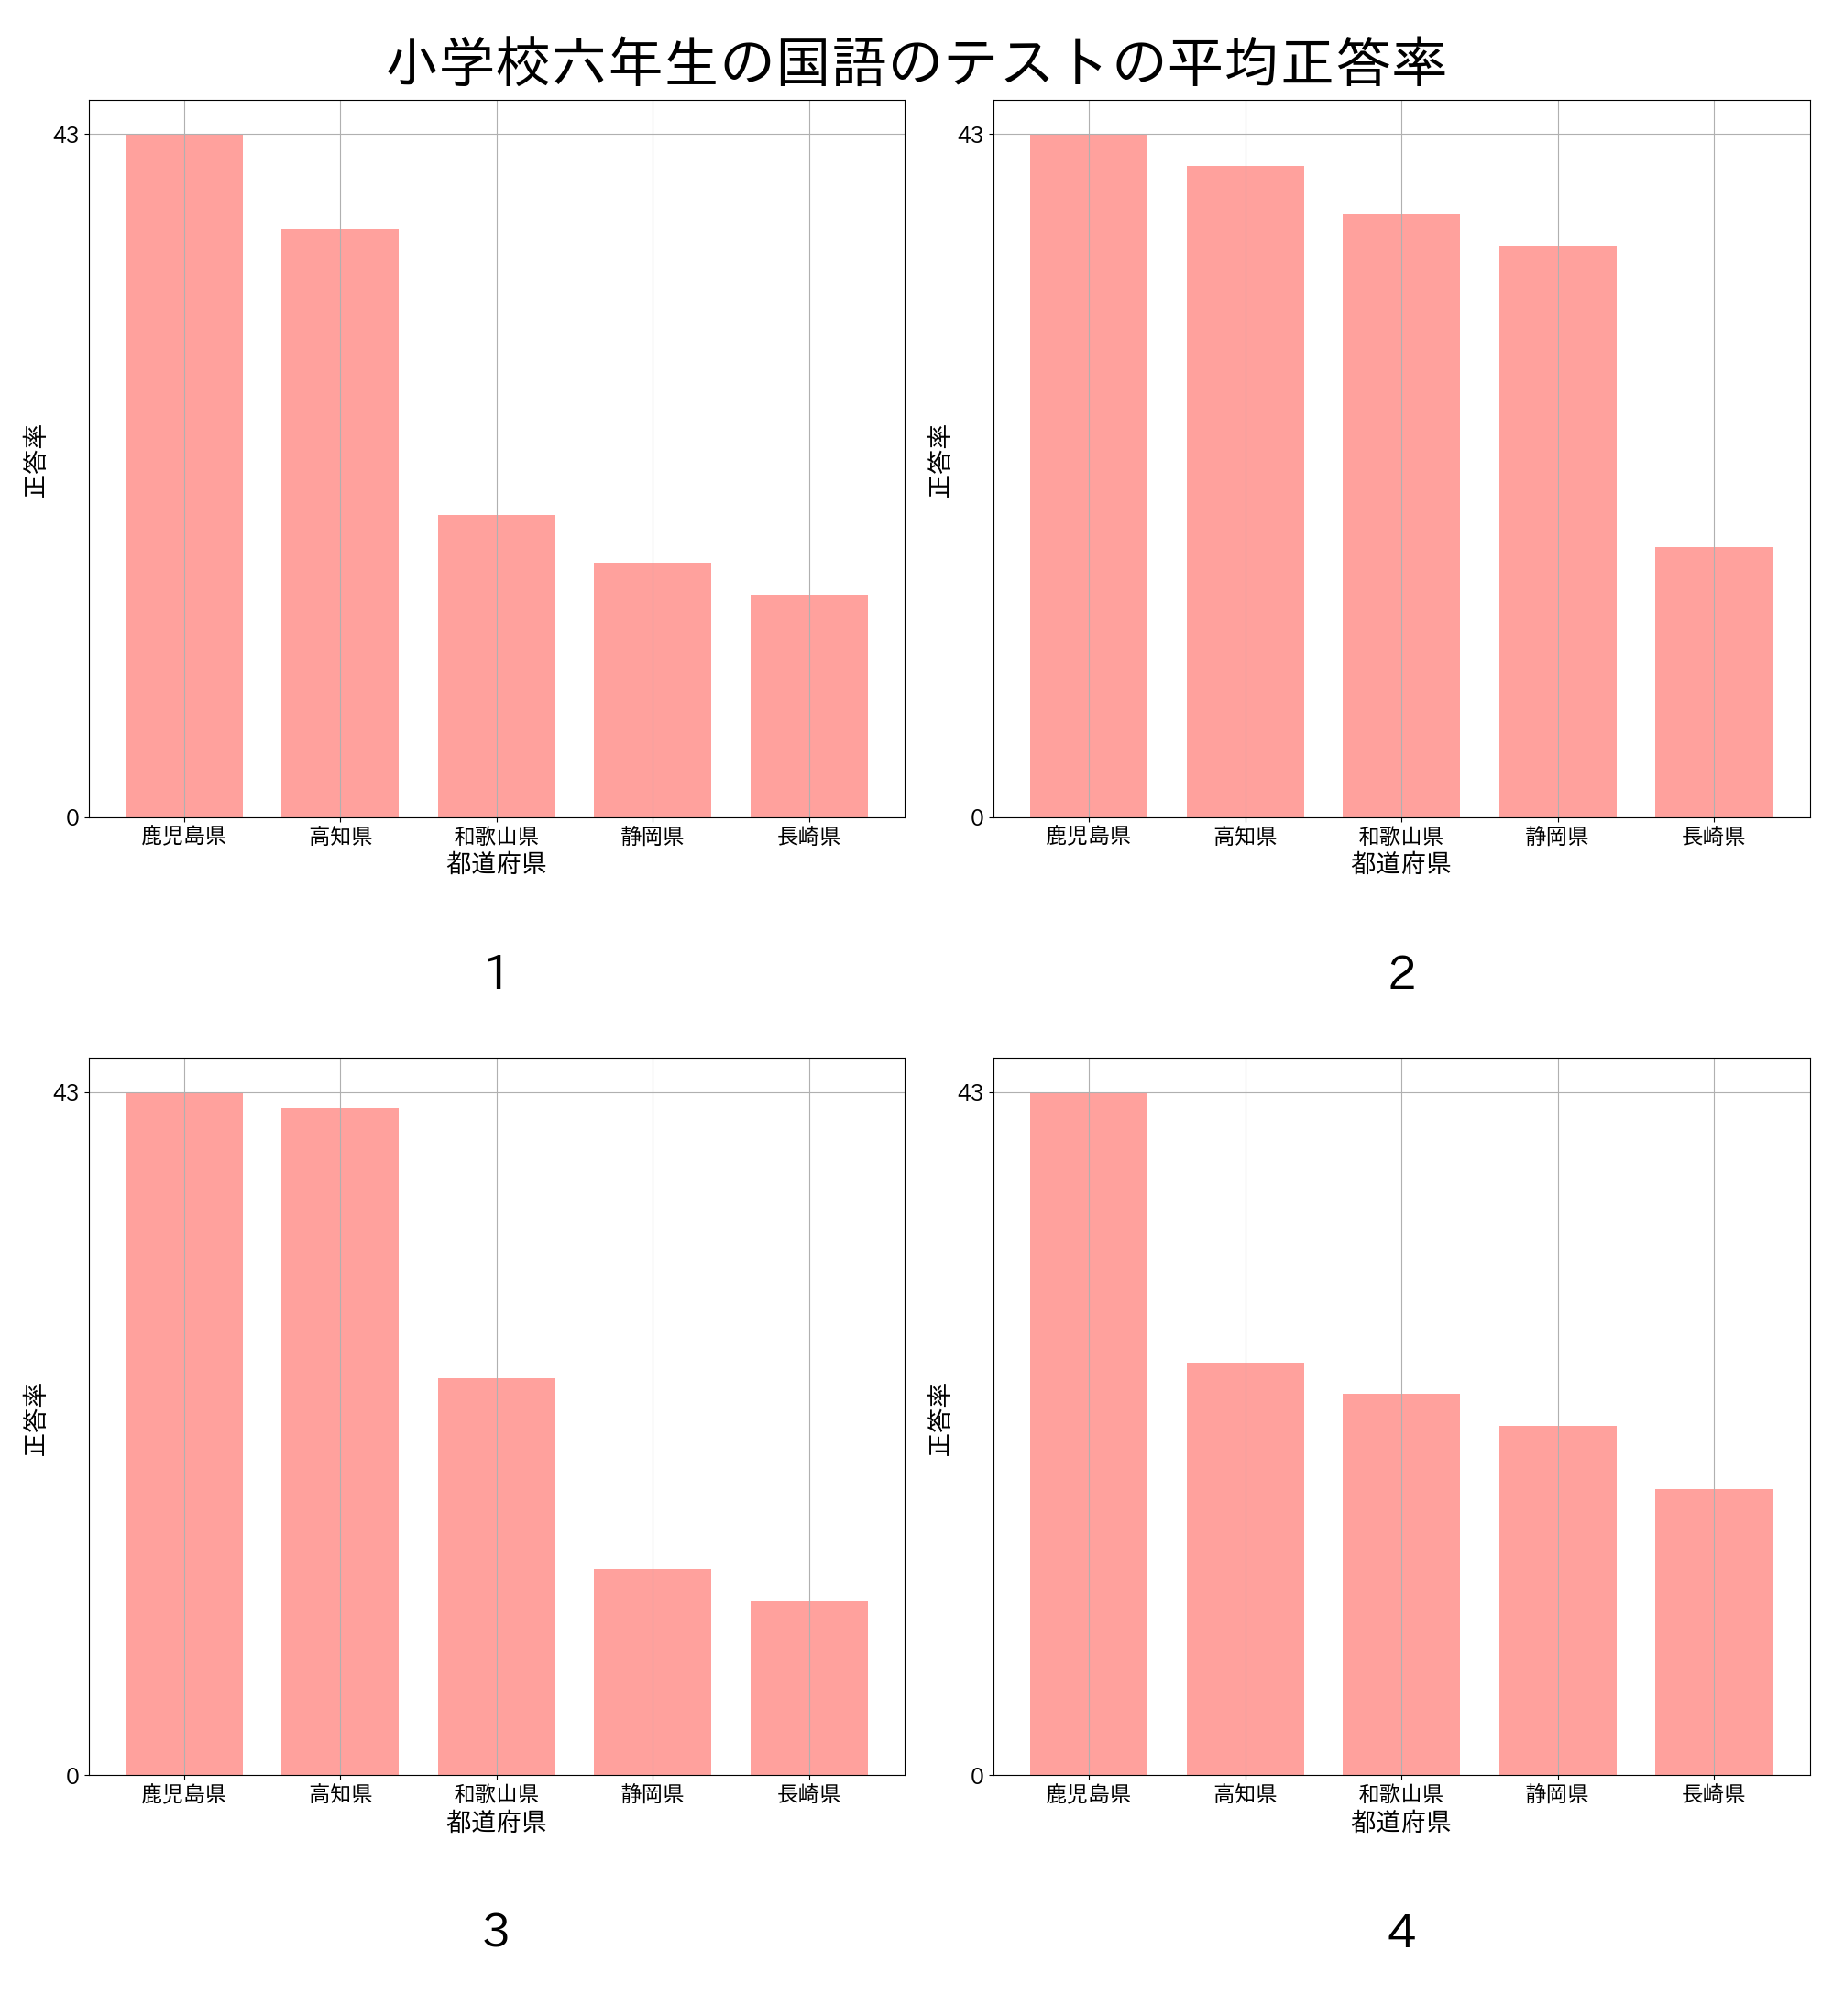 小学校六年生の国語のテストの平均正答率
43
0
正答率
鹿児島県 高知県 和歌山県 静岡県 長崎県
都道府県
1
43
0
正答率
鹿児島県 高知県 和歌山県 静岡県 長崎県
都道府県
2
43
0
正答率
鹿児島県 高知県 和歌山県 静岡県 長崎県
都道府県
3
43
0
正答率
鹿児島県 高知県 和歌山県 静岡県 長崎県
都道府県
4